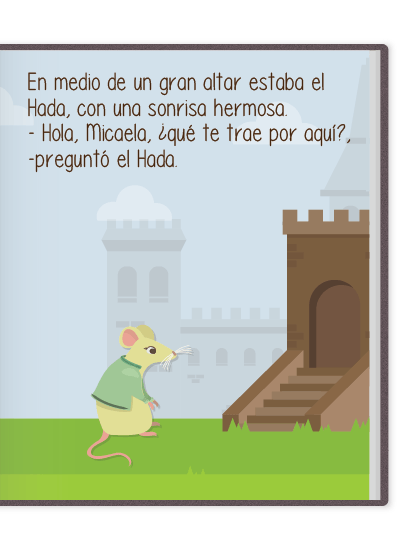 En medio de un gran altar estaba el
Hada, con una sonrisa hermosa.
- Hola, Micaela, ¿qué te trae por aquí?,
-preguntó el Hada.